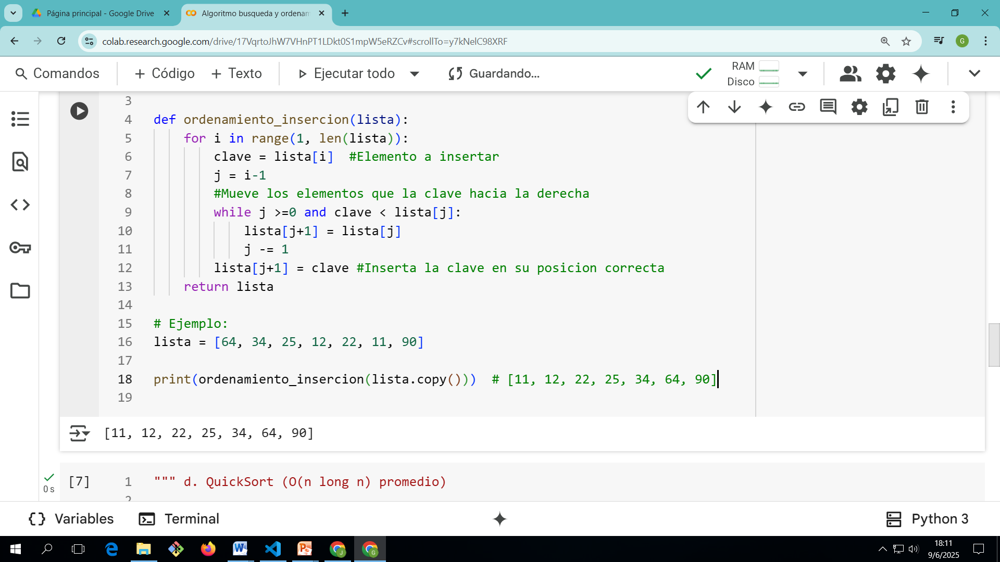 Página principal - Google Drive
Algoritmo busqueda y ordenan
colab.research.google.com/drive/17VqrtoJhW7VHnPT1LDkt0S1mpW5eRZCv#scrollTo=y7kNelC98XRF
G
Comandos
+ Código
+ Texto
Ejecutar todo
Guardando...
RAM
Disco
3
4 def ordenamiento_insercion(lista):
5 for i in range(1, len(lista)):
6 clave = lista[i]  #Elemento a insertar
7 j = i-1
8 #Mueve los elementos que la clave hacia la derecha
9 while j >=0 and clave < lista[j]:
10 lista[j+1] = lista[j]
11 j -= 1
12 lista[j+1] = clave #Inserta la clave en su posicion correcta
13 return lista
14
15 # Ejemplo:
16 lista = [64, 34, 25, 12, 22, 11, 90]
17
18 print(ordenamiento_insercion(lista.copy()))  # [11, 12, 22, 25, 34, 64, 90]
19
[11, 12, 22, 25, 34, 64, 90]
[7] 1 """ d. QuickSort (O(n long n) promedio)
0 s
2
{} Variables
Terminal
Python 3
18:11
9/6/2025